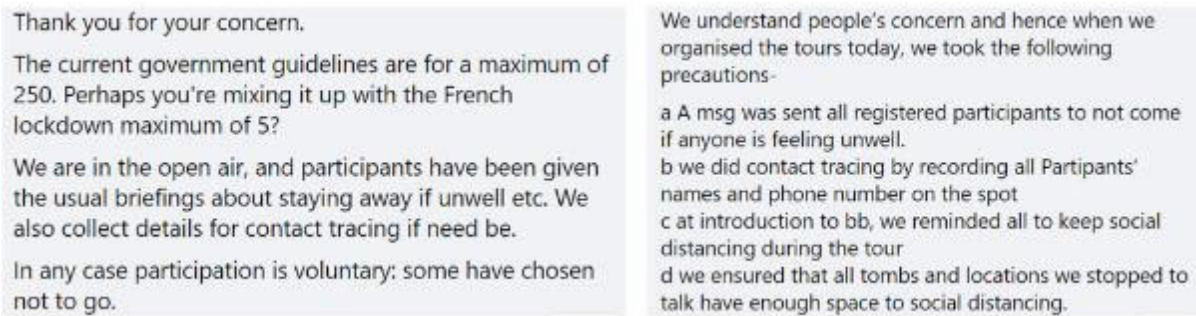 Thank you for your concern.
The current government guidelines are for a maximum of
250. Perhaps you're mixing it up with the French
lockdown maximum of 5?
We are in the open air, and participants have been given
the usual briefings about staying away if unwell etc. We
also collect details for contact tracing if need be.
In any case participation is voluntary: some have chosen
not to go.
We understand people's concern and hence when we
organised the tours today, we took the following
precautions-
a A msg was sent all registered participants to not come
if anyone is feeling unwell.
b we did contact tracing by recording all Partipants'
names and phone number on the spot
c at introduction to bb, we reminded all to keep social
distancing during the tour
d we ensured that all tombs and locations we stopped to
talk have enough space to social distancing.